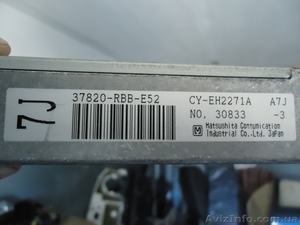 7J
37820-RBB-E52
CY-EH2271A A7J
NO. 30833 -3
M Matsushita Communication
Industrial Co.,Ltd. Japan
Avizinfo.com.ua